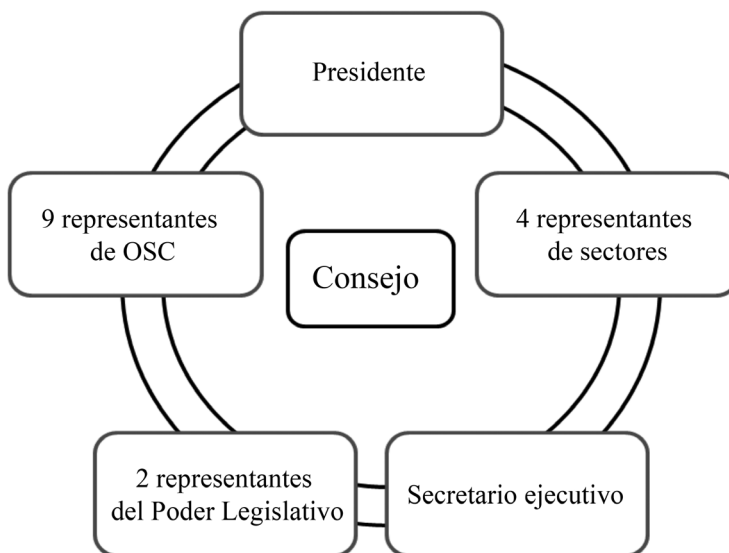 Presidente
9 representantes
de OSC
4 representantes
de sectores
Consejo
2 representantes
del Poder Legislativo
Secretario ejecutivo